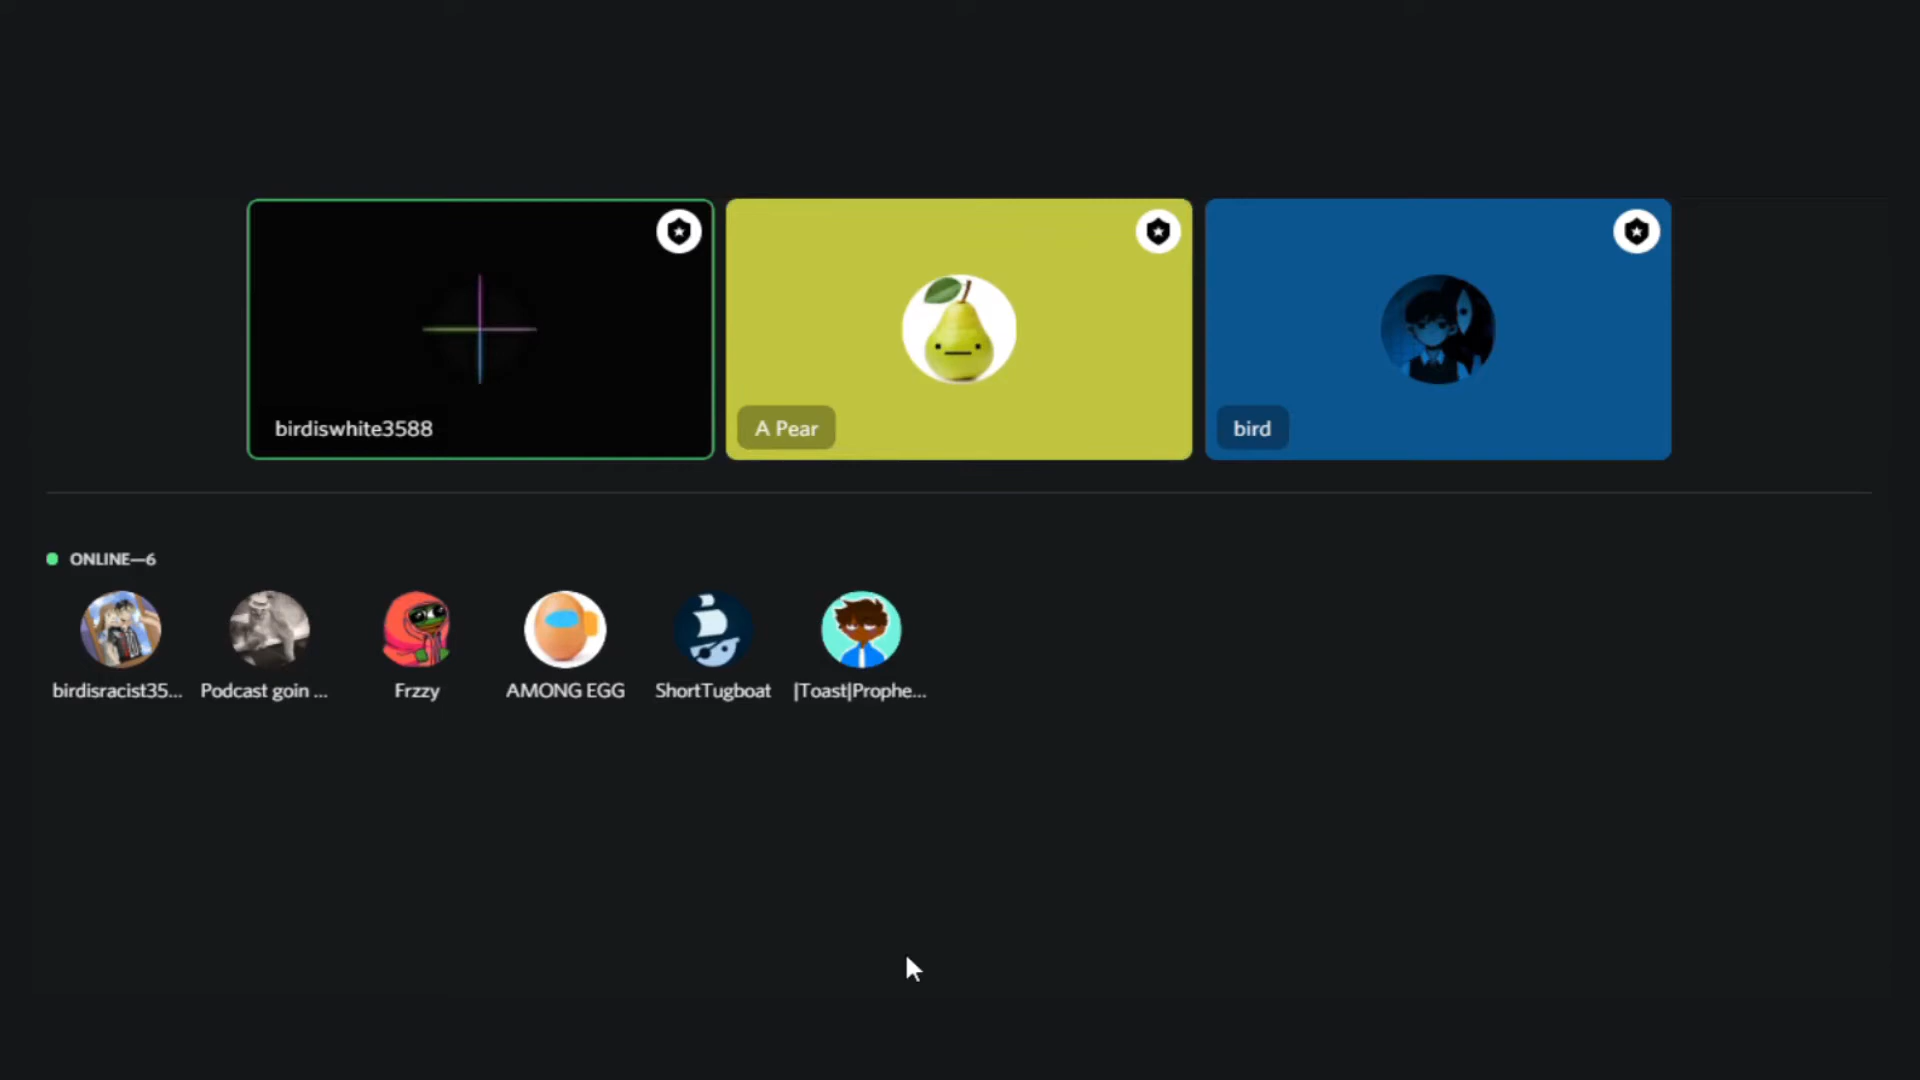 birdiswhite3588
A Pear
bird
ONLINE—6
birdisracist35...
Podcast goin ...
Frzzy
AMONG EGG
ShortTugboat
|Toast|Prophe...